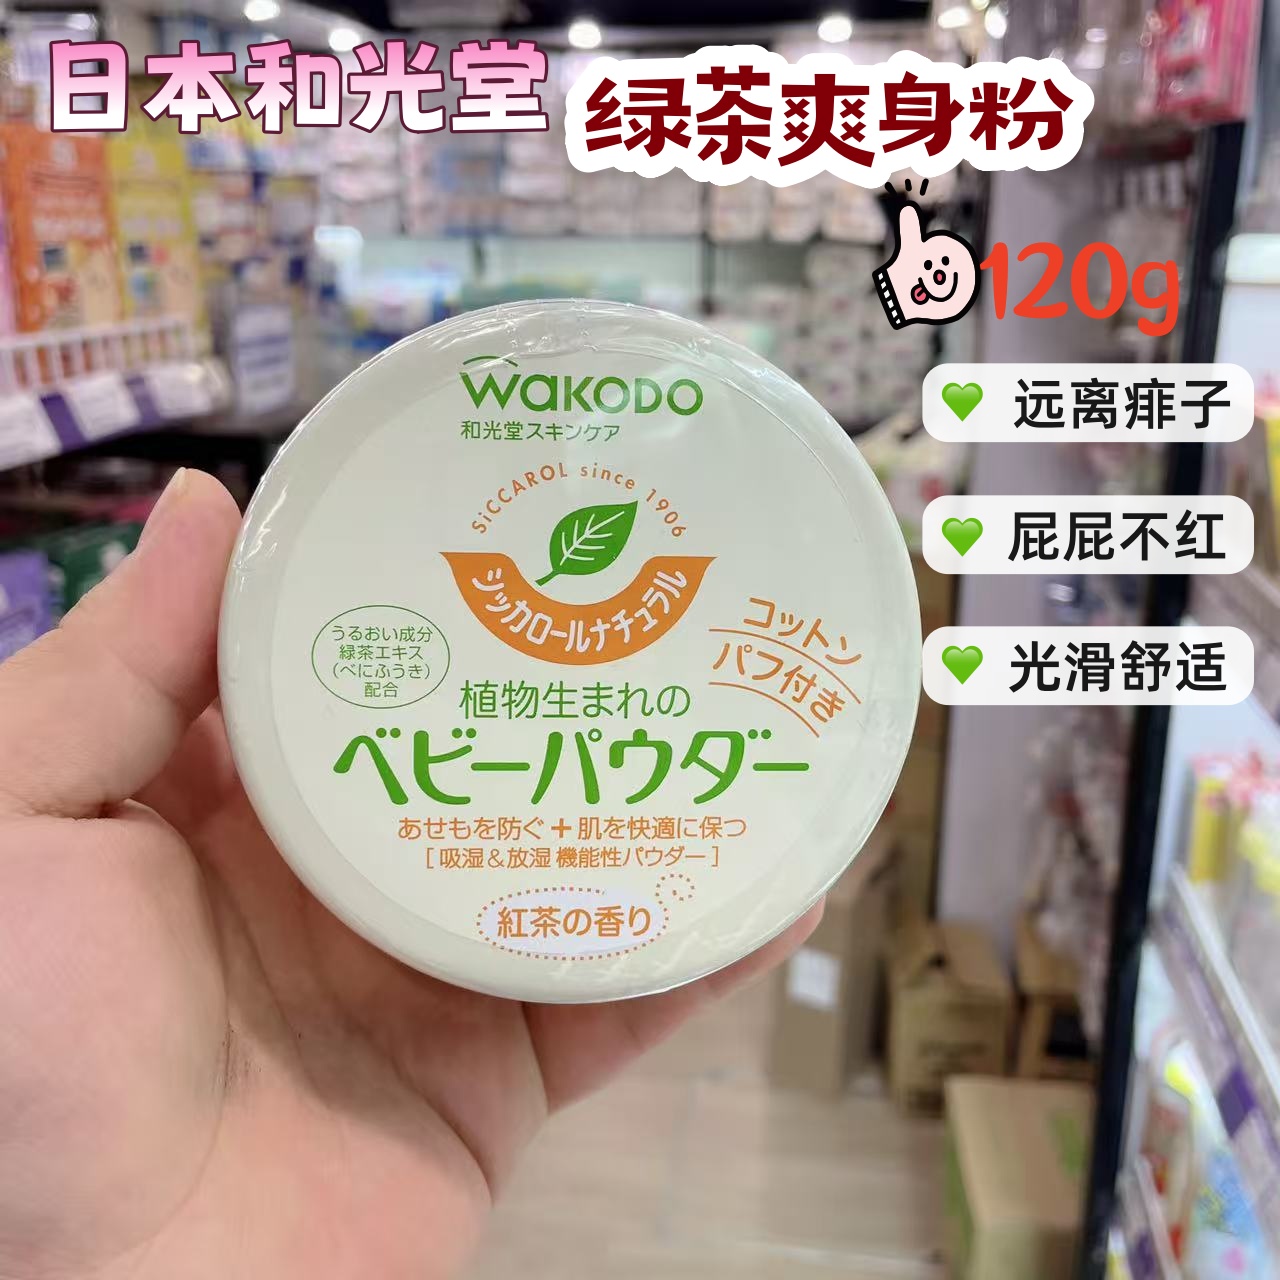 日本和光堂
绿茶爽身粉
120g
远离痱子
屁屁不红
光滑舒适
WAKODO
和光堂スキンケア
SiCCAROL since 1906
シッカロールナチュラル
うるおい成分
緑茶エキス
(べにふうき)
配合
コットン
パフ付き
植物生まれの
ベビーパウダー
あせもを防ぐ+肌を快適に保つ
[吸湿&放湿 機能性パウダー]
紅茶の香り